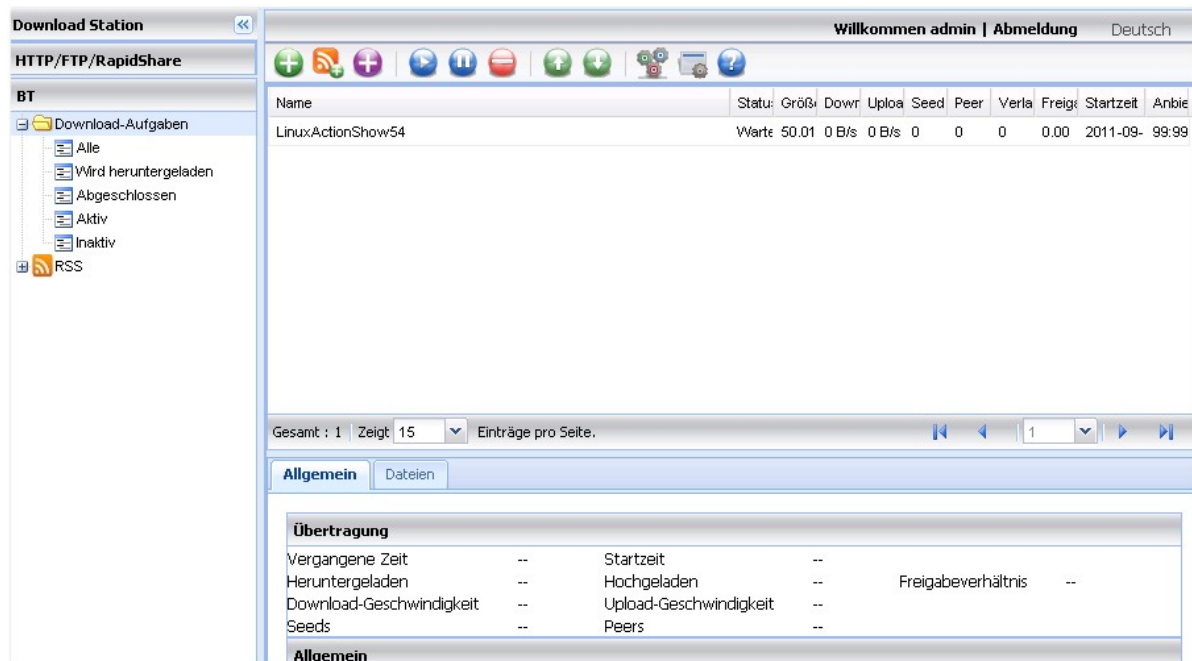 Download Station
Willkommen admin | Abmeldung Deutsch
HTTP/FTP/RapidShare
BT
Download-Aufgaben
Alle
Wird heruntergeladen
Abgeschlossen
Aktiv
Inaktiv
RSS
Name Statu: Größ Down Uploa Seed Peer Verla Freiga Startzeit Anbie
LinuxActionShow54 Warte 50.01 0 B/s 0 B/s 0 0 0 0.00 2011-09- 99:99
Gesamt : 1 Zeigt 15 Einträge pro Seite. 1
Allgemein Dateien
Übertragung
Vergangene Zeit -- Startzeit --
Heruntergeladen -- Hochgeladen -- Freigabeverhältnis --
Download-Geschwindigkeit -- Upload-Geschwindigkeit --
Seeds -- Peers --
Allgemein